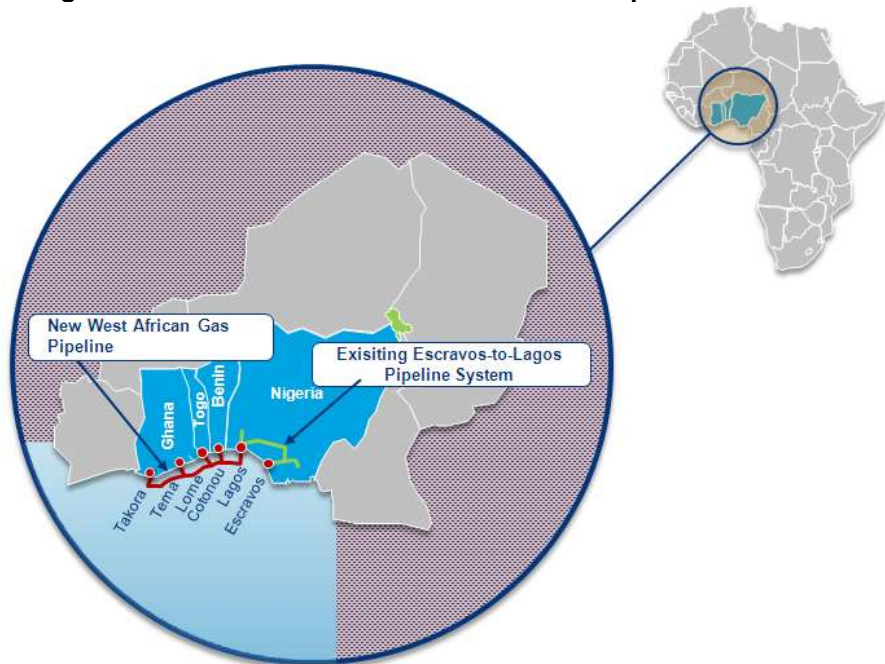 New West African Gas
Pipeline
Exisiting Escravos-to-Lagos
Pipeline System
Ghana
Togo
Benin
Nigeria
Takora
Tema
Lome
Cotonou
Lagos
Escravos